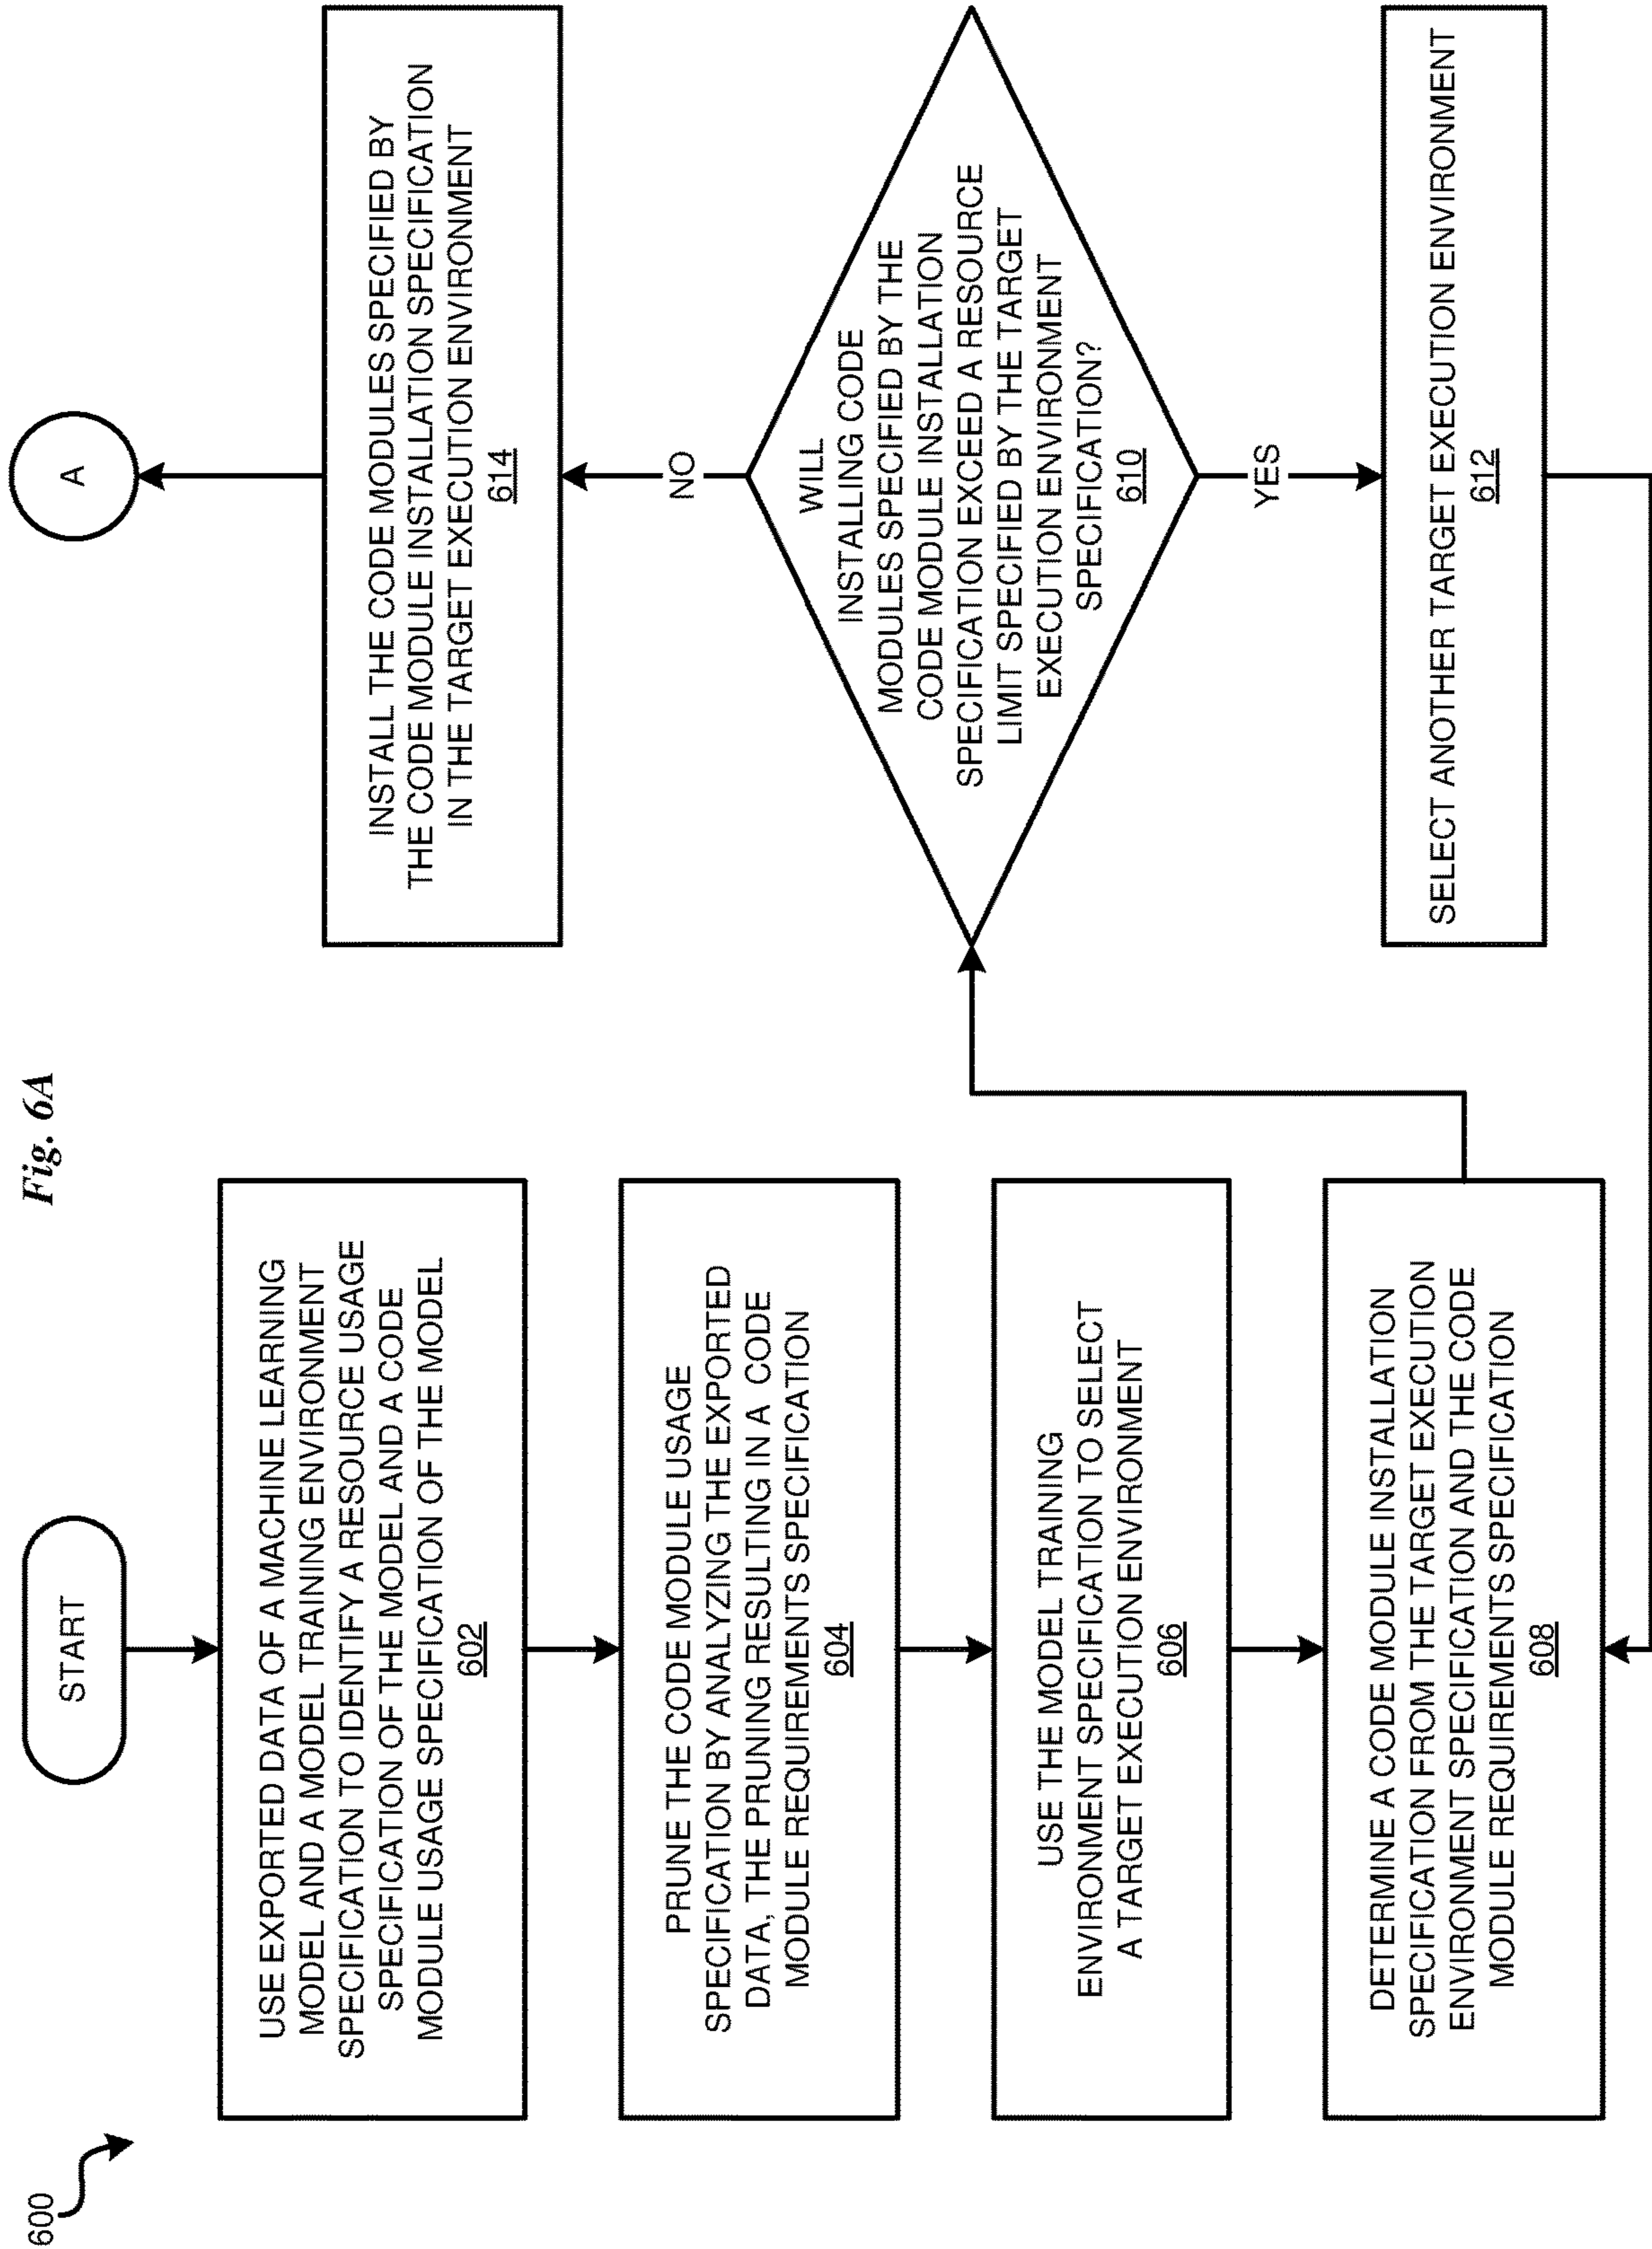 Fig. 6A
600
START
USE EXPORTED DATA OF A MACHINE LEARNING
MODEL AND A MODEL TRAINING ENVIRONMENT
SPECIFICATION TO IDENTIFY A RESOURCE USAGE
SPECIFICATION OF THE MODEL AND A CODE
MODULE USAGE SPECIFICATION OF THE MODEL
602
PRUNE THE CODE MODULE USAGE
SPECIFICATION BY ANALYZING THE EXPORTED
DATA, THE PRUNING RESULTING IN A CODE
MODULE REQUIREMENTS SPECIFICATION
604
USE THE MODEL TRAINING
ENVIRONMENT SPECIFICATION TO SELECT
A TARGET EXECUTION ENVIRONMENT
606
DETERMINE A CODE MODULE INSTALLATION
SPECIFICATION FROM THE TARGET EXECUTION
ENVIRONMENT SPECIFICATION AND THE CODE
MODULE REQUIREMENTS SPECIFICATION
608
A
INSTALL THE CODE MODULES SPECIFIED BY
THE CODE MODULE INSTALLATION SPECIFICATION
IN THE TARGET EXECUTION ENVIRONMENT
614
NO
WILL
INSTALLING CODE
MODULES SPECIFIED BY THE
CODE MODULE INSTALLATION
SPECIFICATION EXCEED A RESOURCE
LIMIT SPECIFIED BY THE TARGET
EXECUTION ENVIRONMENT
SPECIFICATION?
610
YES
SELECT ANOTHER TARGET EXECUTION ENVIRONMENT
612